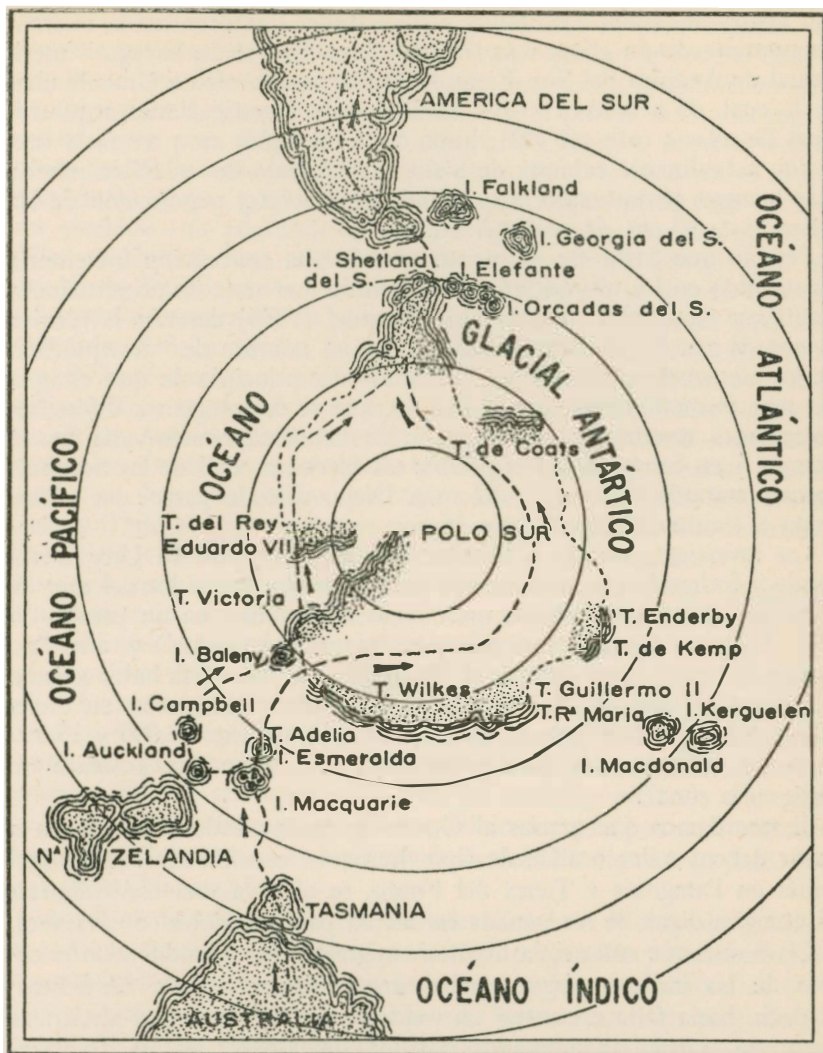 AMERICA DEL SUR
I. Falkland
I. Georgia del S.
I. Shetland
del S.
I. Elefante
I. Orcadas del S.
OCÉANO ATLÁNTICO
OCÉANO GLACIAL ANTÁRTICO
OCÉANO PACÍFICO
T. de Coats
T. del Rey
Eduardo VII
POLO SUR
T. Victoria
T. Enderby
T. de Kemp
I. Baleny
T. Wilkes
T. Guillermo II
I. Campbell
T. Rª Maria
I. Kerguelen
T. Adelia
I. Auckland
I. Esmeralda
I. Macdonald
I. Macquarie
Nª ZELANDIA
TASMANIA
OCÉANO ÍNDICO
AUSTRALIA